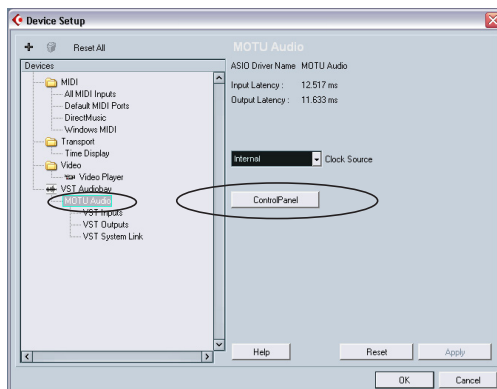 Device Setup
Reset All
MOTU Audio
Devices
ASIO Driver Name MOTU Audio
MIDI
All MIDI Inputs
Default MIDI Ports
DirectMusic
Windows MIDI
Transport
Time Display
Video
Video Player
VST Audiobay
MOTU Audio
VST Inputs
VST Outputs
VST System Link
Input Latency : 12.517 ms
Output Latency : 11.633 ms
Internal Clock Source
ControlPanel
Help Reset Apply
OK Cancel